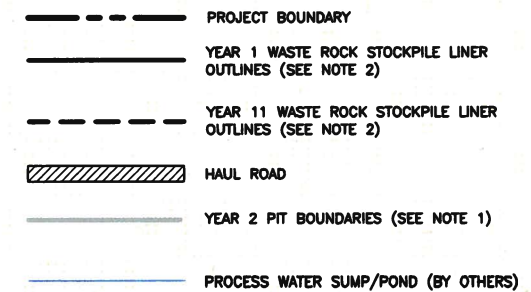 PROJECT BOUNDARY
YEAR 1 WASTE ROCK STOCKPILE LINER
OUTLINES (SEE NOTE 2)
YEAR 11 WASTE ROCK STOCKPILE LINER
OUTLINES (SEE NOTE 2)
HAUL ROAD
YEAR 2 PIT BOUNDARIES (SEE NOTE 1)
PROCESS WATER SUMP/POND (BY OTHERS)